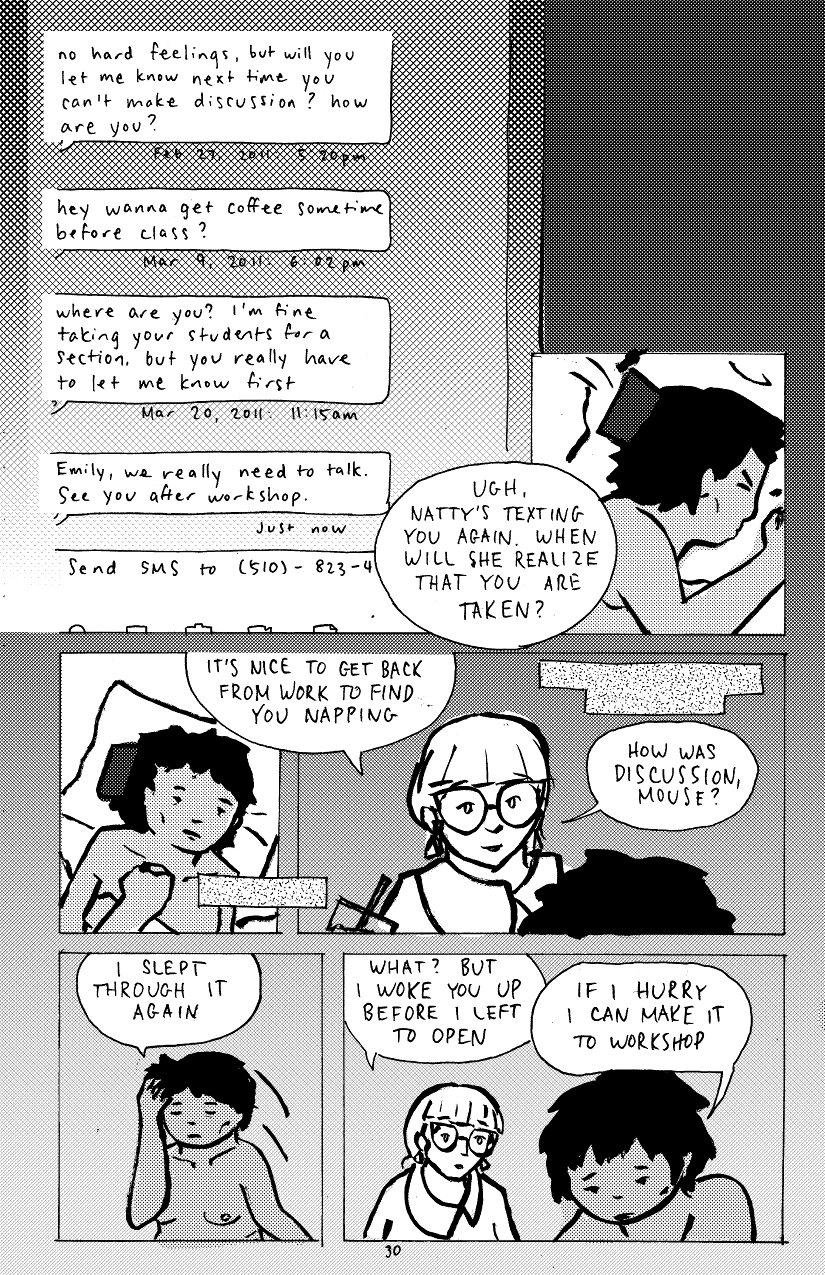 no hard feelings, but will you
let me know next time you
can't make discussion? how
are you?
Feb 27, 2011: 5:20pm
hey wanna get coffee sometime
before class?
Mar 9, 2011: 6:02pm
where are you? I'm fine
taking your students for a
section, but you really have
to let me know first
Mar 20, 2011: 11:15am
Emily, we really need to talk.
See you after workshop.
Just now
Send SMS to (510)-823-4
UGH,
NATTY'S TEXTING
YOU AGAIN. WHEN
WILL SHE REALIZE
THAT YOU ARE
TAKEN?
IT'S NICE TO GET BACK
FROM WORK TO FIND
YOU NAPPING
HOW WAS
DISCUSSION,
MOUSE?
I SLEPT
THROUGH IT
AGAIN
WHAT? BUT
I WOKE YOU UP
BEFORE I LEFT
TO OPEN
IF I HURRY
I CAN MAKE IT
TO WORKSHOP
30